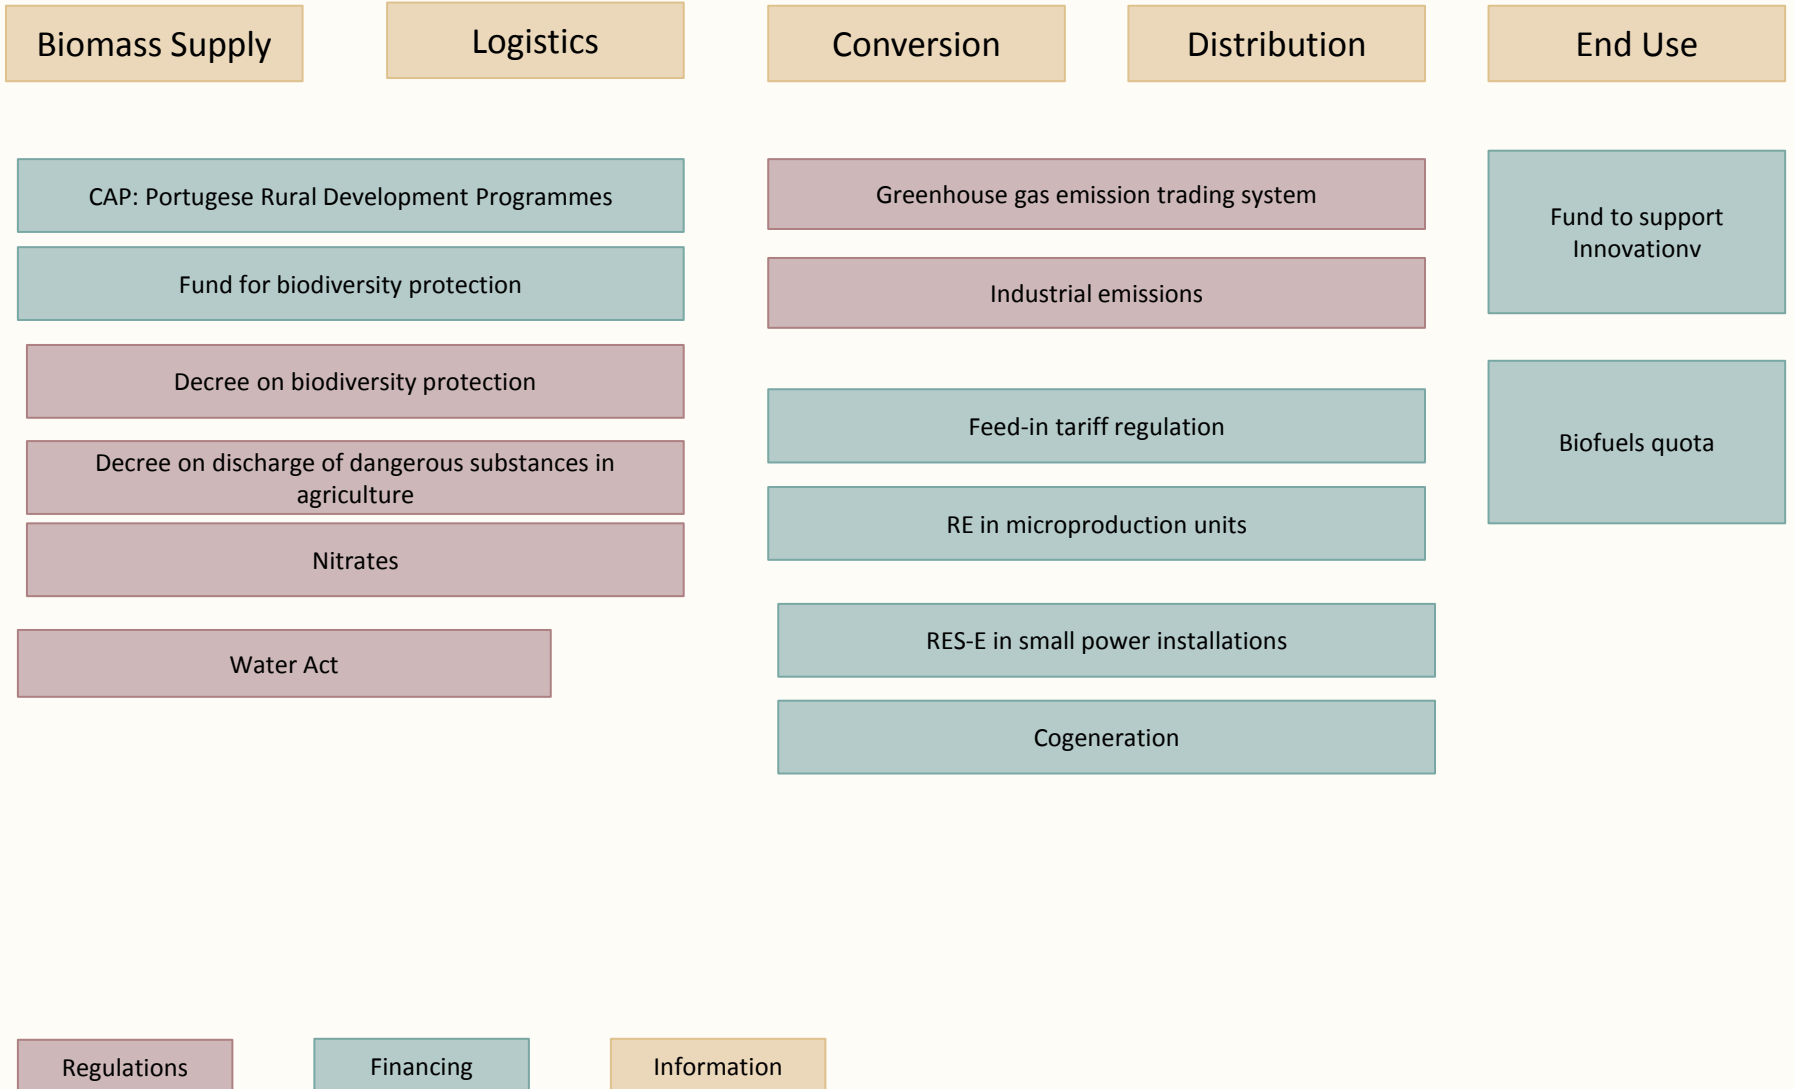 Biomass Supply
Logistics
Conversion
Distribution
End Use
CAP: Portugese Rural Development Programmes
Fund for biodiversity protection
Decree on biodiversity protection
Decree on discharge of dangerous substances in
agriculture
Nitrates
Water Act
Greenhouse gas emission trading system
Industrial emissions
Feed-in tariff regulation
RE in microproduction units
RES-E in small power installations
Cogeneration
Fund to support
Innovationv
Biofuels quota
Regulations
Financing
Information